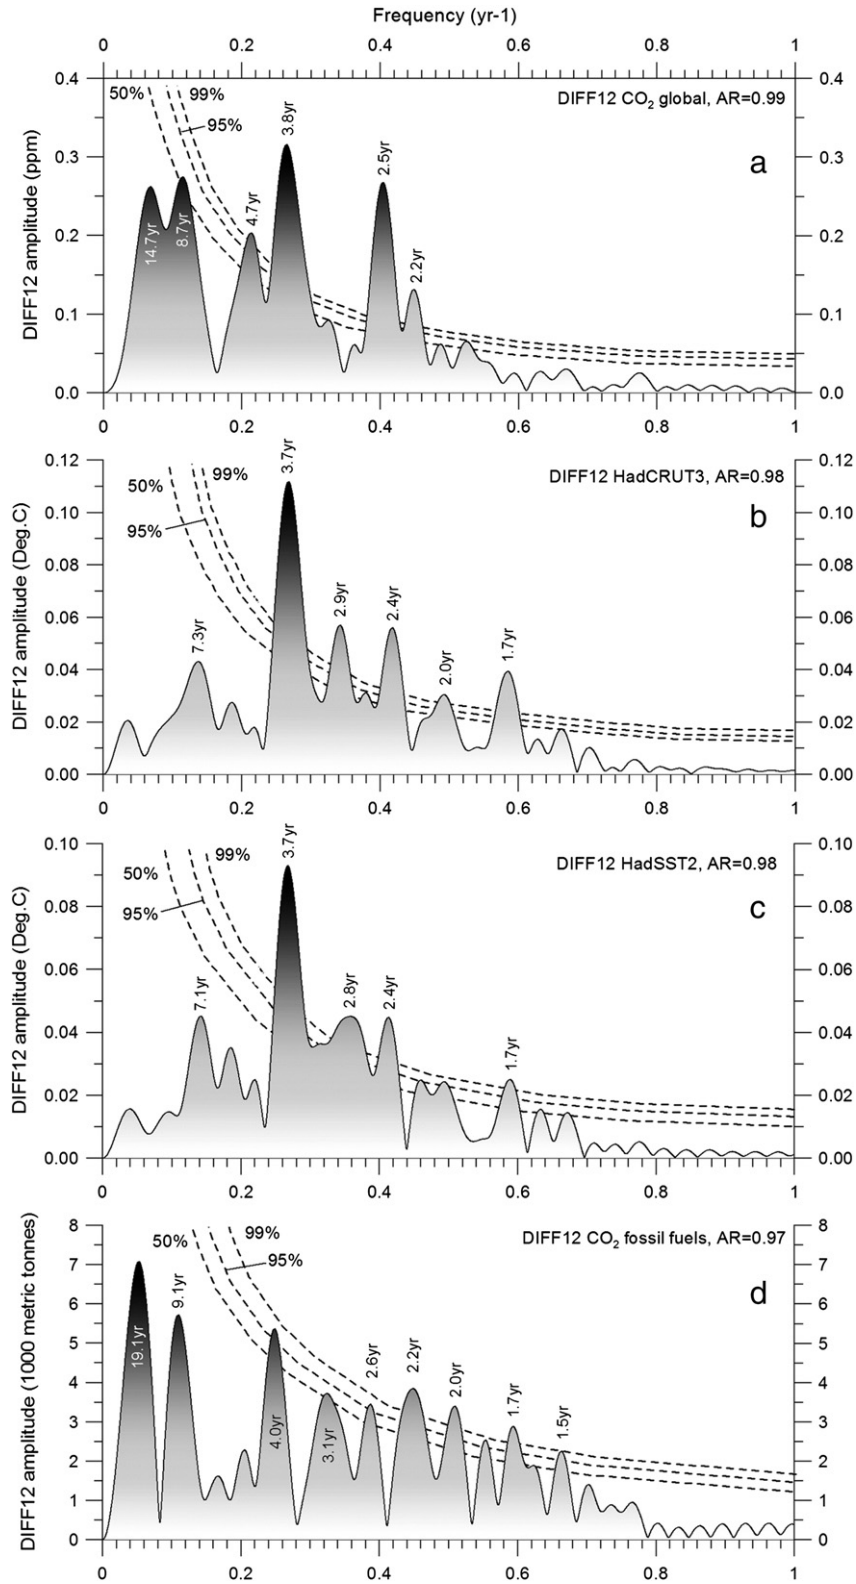 Frequency (yr-1)
0 0.2 0.4 0.6 0.8 1
DIFF12 amplitude (ppm)
0.4 0.4
0.3 0.3
0.2 0.2
0.1 0.1
0.0 0.0
50% 99%
95%
DIFF12 CO₂ global, AR=0.99
a
14.7yr 8.7yr 4.7yr 3.8yr 2.5yr 2.2yr
0 0.2 0.4 0.6 0.8 1
DIFF12 amplitude (Deg.C)
0.12 0.12
0.10 0.10
0.08 0.08
0.06 0.06
0.04 0.04
0.02 0.02
0.00 0.00
50% 99%
95%
DIFF12 HadCRUT3, AR=0.98
b
7.3yr 3.7yr 2.9yr 2.4yr 2.0yr 1.7yr
0 0.2 0.4 0.6 0.8 1
DIFF12 amplitude (Deg.C)
0.10 0.10
0.08 0.08
0.06 0.06
0.04 0.04
0.02 0.02
0.00 0.00
50% 99%
95%
DIFF12 HadSST2, AR=0.98
c
7.1yr 3.7yr 2.8yr 2.4yr 1.7yr
0 0.2 0.4 0.6 0.8 1
DIFF12 amplitude (1000 metric tonnes)
8 8
7 7
6 6
5 5
4 4
3 3
2 2
1 1
0 0
50% 99%
95%
DIFF12 CO₂ fossil fuels, AR=0.97
d
19.1yr 9.1yr 4.0yr 3.1yr 2.6yr 2.2yr 2.0yr 1.7yr 1.5yr
0 0.2 0.4 0.6 0.8 1